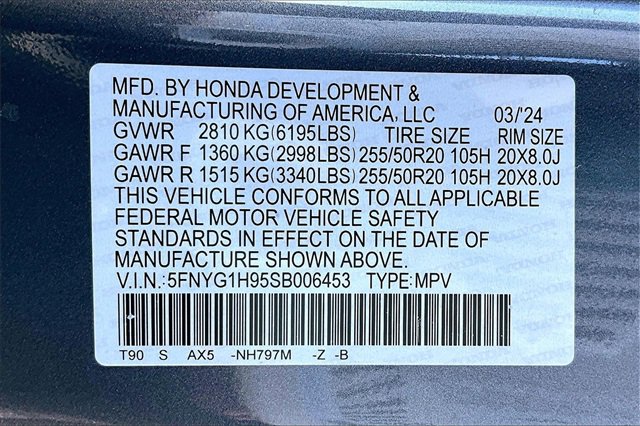 MFD. BY HONDA DEVELOPMENT &
MANUFACTURING OF AMERICA, LLC 03/'24
GVWR 2810 KG(6195LBS) TIRE SIZE RIM SIZE
GAWR F 1360 KG(2998LBS) 255/50R20 105H 20X8.0J
GAWR R 1515 KG(3340LBS) 255/50R20 105H 20X8.0J
THIS VEHICLE CONFORMS TO ALL APPLICABLE
FEDERAL MOTOR VEHICLE SAFETY
STANDARDS IN EFFECT ON THE DATE OF
MANUFACTURE SHOWN ABOVE.
V.I.N.:5FNYG1H95SB006453 TYPE:MPV
T90 S AX5 -NH797M -Z -B